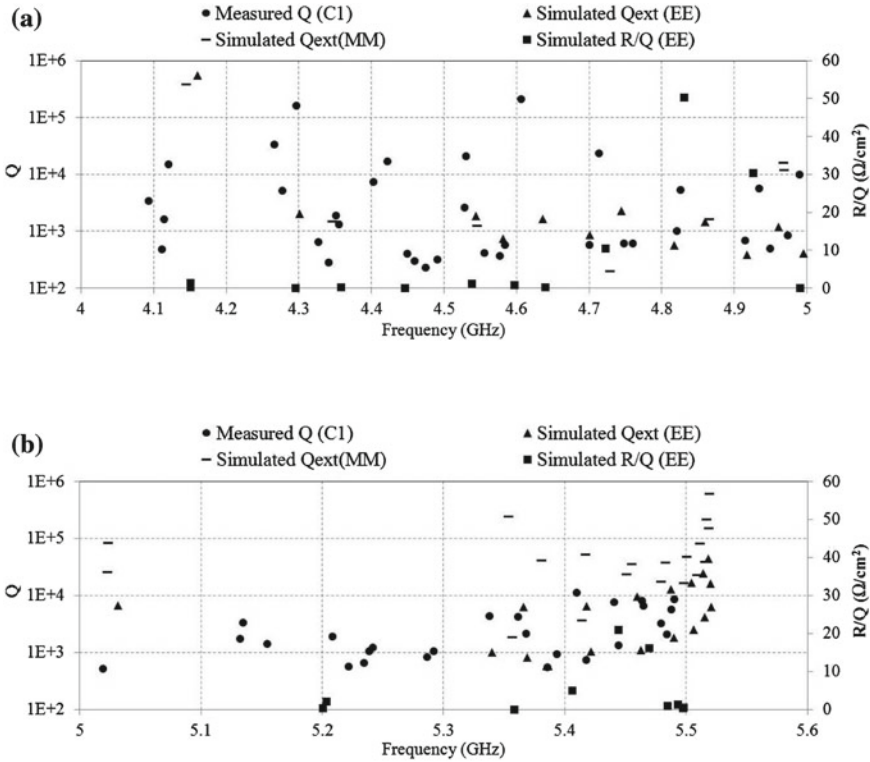 (a)
Measured Q (C1)
Simulated Qext (EE)
Simulated Qext(MM)
Simulated R/Q (EE)
1E+6
1E+5
1E+4
1E+3
1E+2
Q
60
50
40
30
20
10
0
R/Q (Ω/cm²)
4
4.1
4.2
4.3
4.4
4.5
4.6
4.7
4.8
4.9
5
Frequency (GHz)
(b)
Measured Q (C1)
Simulated Qext (EE)
Simulated Qext(MM)
Simulated R/Q (EE)
1E+6
1E+5
1E+4
1E+3
1E+2
Q
60
50
40
30
20
10
0
R/Q (Ω/cm²)
5
5.1
5.2
5.3
5.4
5.5
5.6
Frequency (GHz)